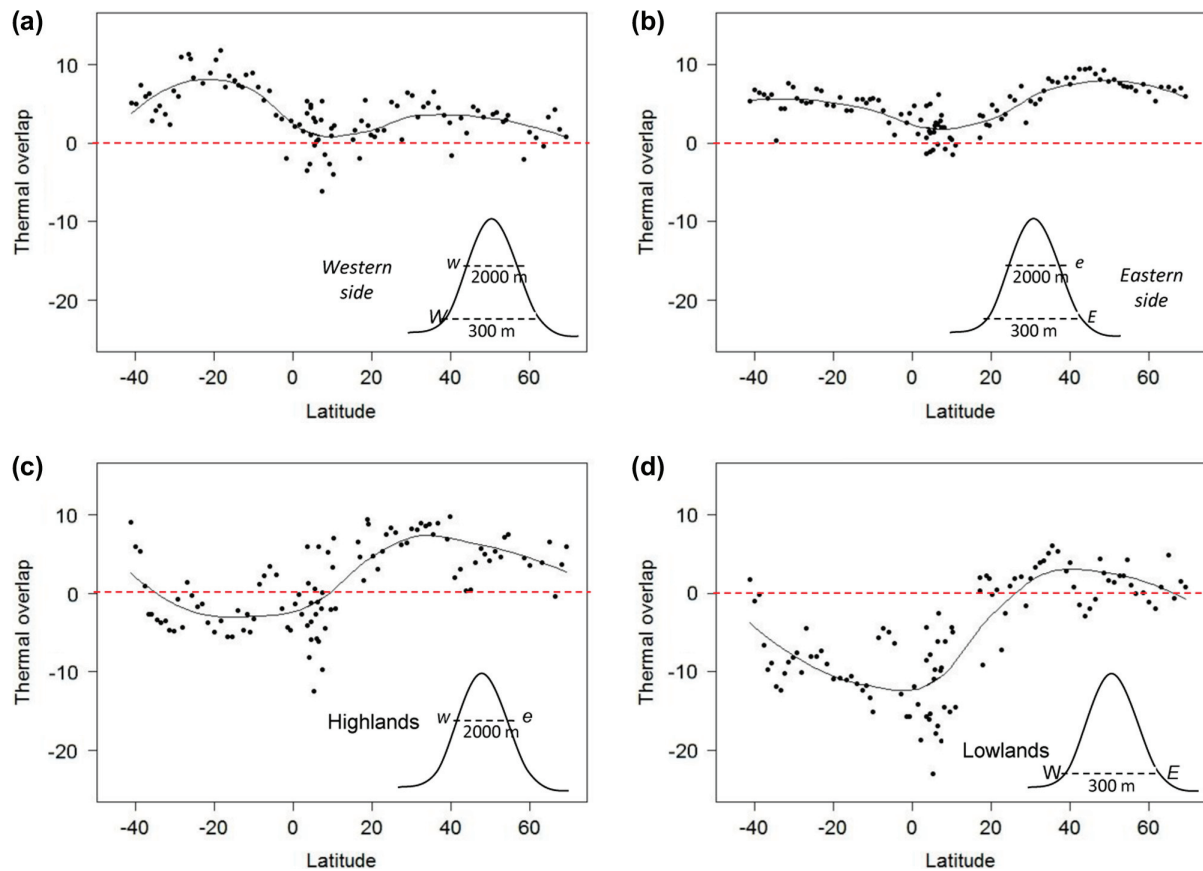 (a)
Thermal overlap
10
0
-10
-20
-40
-20
0
20
40
60
Latitude
Western
side
w
2000 m
W
300 m
(b)
Thermal overlap
10
0
-10
-20
-40
-20
0
20
40
60
Latitude
2000 m
e
300 m
E
Eastern
side
(c)
Thermal overlap
10
0
-10
-20
-40
-20
0
20
40
60
Latitude
Highlands
w
e
2000 m
(d)
Thermal overlap
10
0
-10
-20
-40
-20
0
20
40
60
Latitude
Lowlands
W
E
300 m